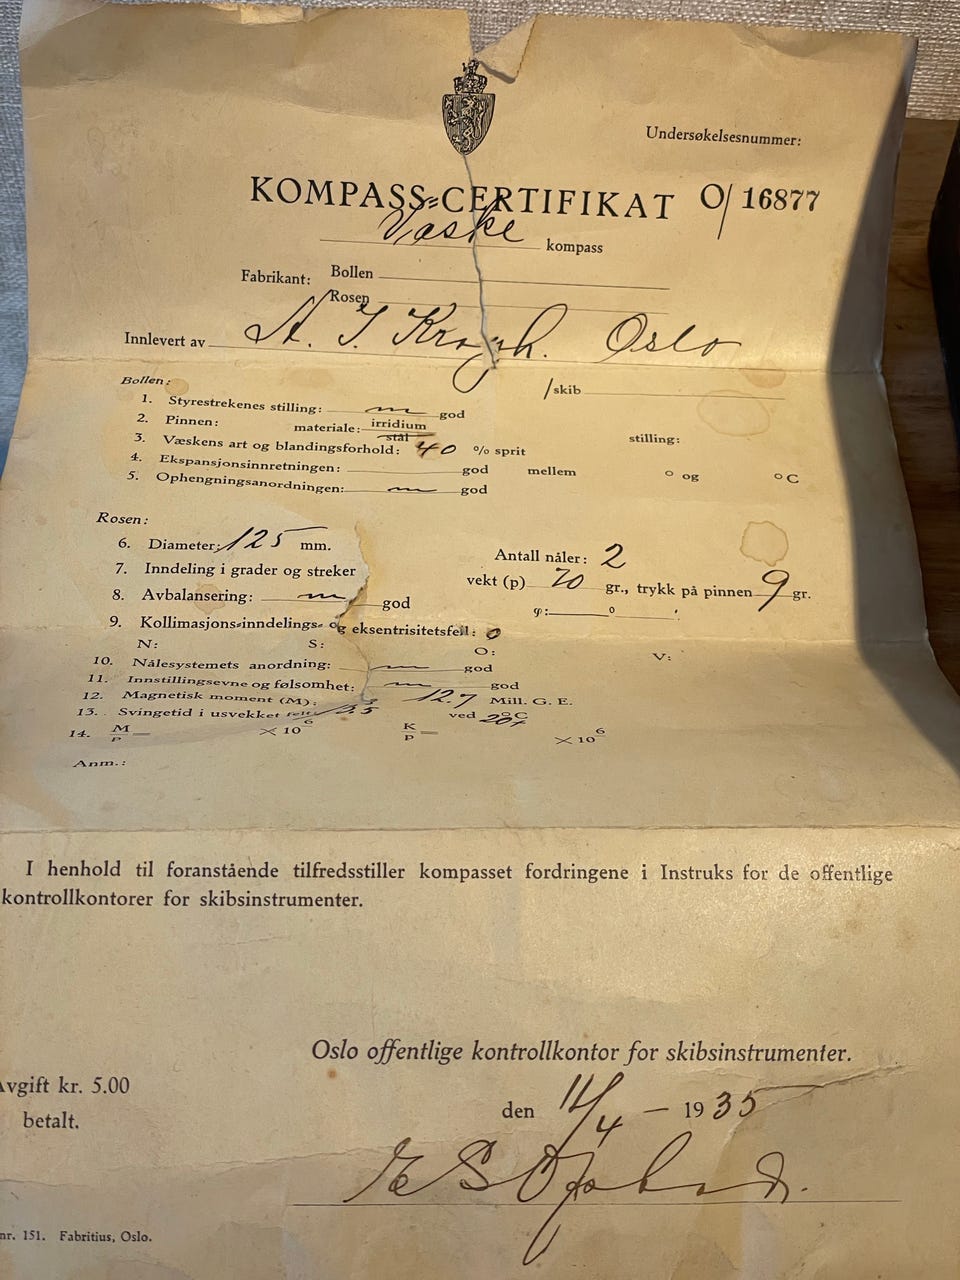 Undersøkelsesnummer:
KOMPASS-CERTIFIKAT O/ 16877
Væske kompass
Fabrikant: Bollen
Rosen
Innlevert av A. J. Krogh. Oslo
Bollen: /skib
1. Styrestrekenes stilling: god
2. Pinnen: materiale: irridium stål stilling:
3. Væskens art og blandingsforhold: 40 % sprit
4. Ekspansjonsinnretningen: god mellem ° og ° C
5. Ophengningsanordningen: god
Rosen:
6. Diameter: 125 mm. Antall nåler: 2
7. Inndeling i grader og streker vekt (p) 20 gr., trykk på pinnen 9 gr.
8. Avbalansering: god φ: ° '
9. Kollimasjons-inndelings- og eksentrisitetsfeil: 0
N: S: O: V:
10. Nålesystemets anordning: god
11. Innstillingsevne og følsomhet: god
12. Magnetisk moment (M): 12.7 Mill. G. E.
13. Svingetid i usvekket felt ved °C
14. M/p = × 10⁶ K/p = × 10⁶
Anm.:
I henhold til foranstående tilfredsstiller kompasset fordringene i Instruks for de offentlige
kontrollkontorer for skibsinstrumenter.
Oslo offentlige kontrollkontor for skibsinstrumenter.
Avgift kr. 5.00
betalt.
den 11/4 - 1935
nr. 151. Fabritius, Oslo.